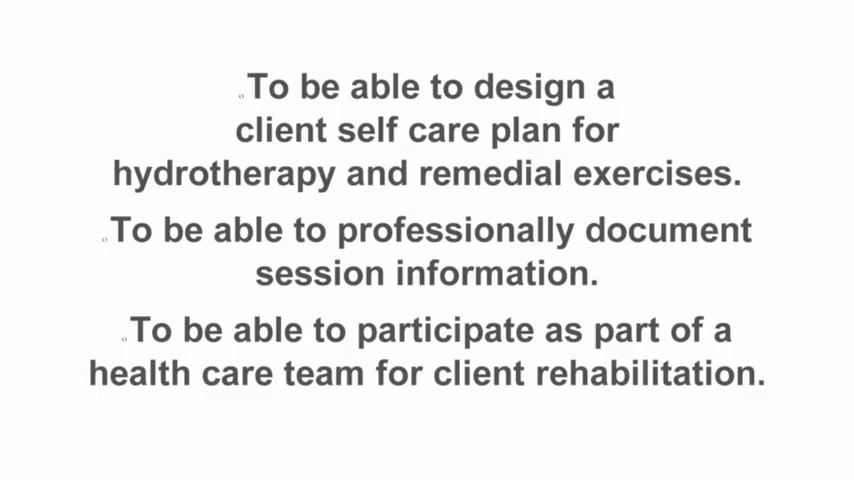 o To be able to design a
client self care plan for
hydrotherapy and remedial exercises.
o To be able to professionally document
session information.
o To be able to participate as part of a
health care team for client rehabilitation.